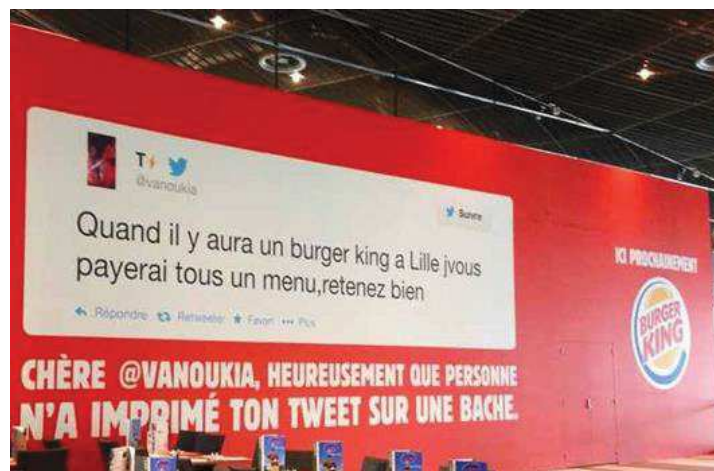 T
@vanoukia
Suivre
Quand il y aura un burger king a Lille jvous
payerai tous un menu,retenez bien
Répondre Retweeter Favori Plus
ICI PROCHAINEMENT
BURGER
KING
CHÈRE @VANOUKIA, HEUREUSEMENT QUE PERSONNE
N'A IMPRIMÉ TON TWEET SUR UNE BACHE.